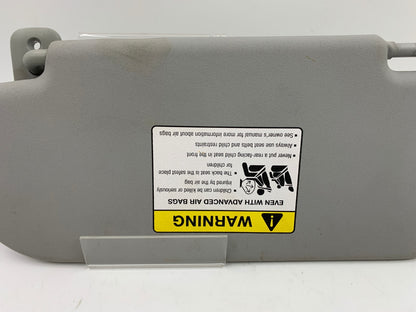 WARNING
EVEN WITH ADVANCED AIR BAGS
• Children can be killed or seriously
injured by the air bag
• The back seat is the safest place
for children
• Never put a rear-facing child seat in the front
• Always use seat belts and child restraints
• See owner's manual for more information about air bags